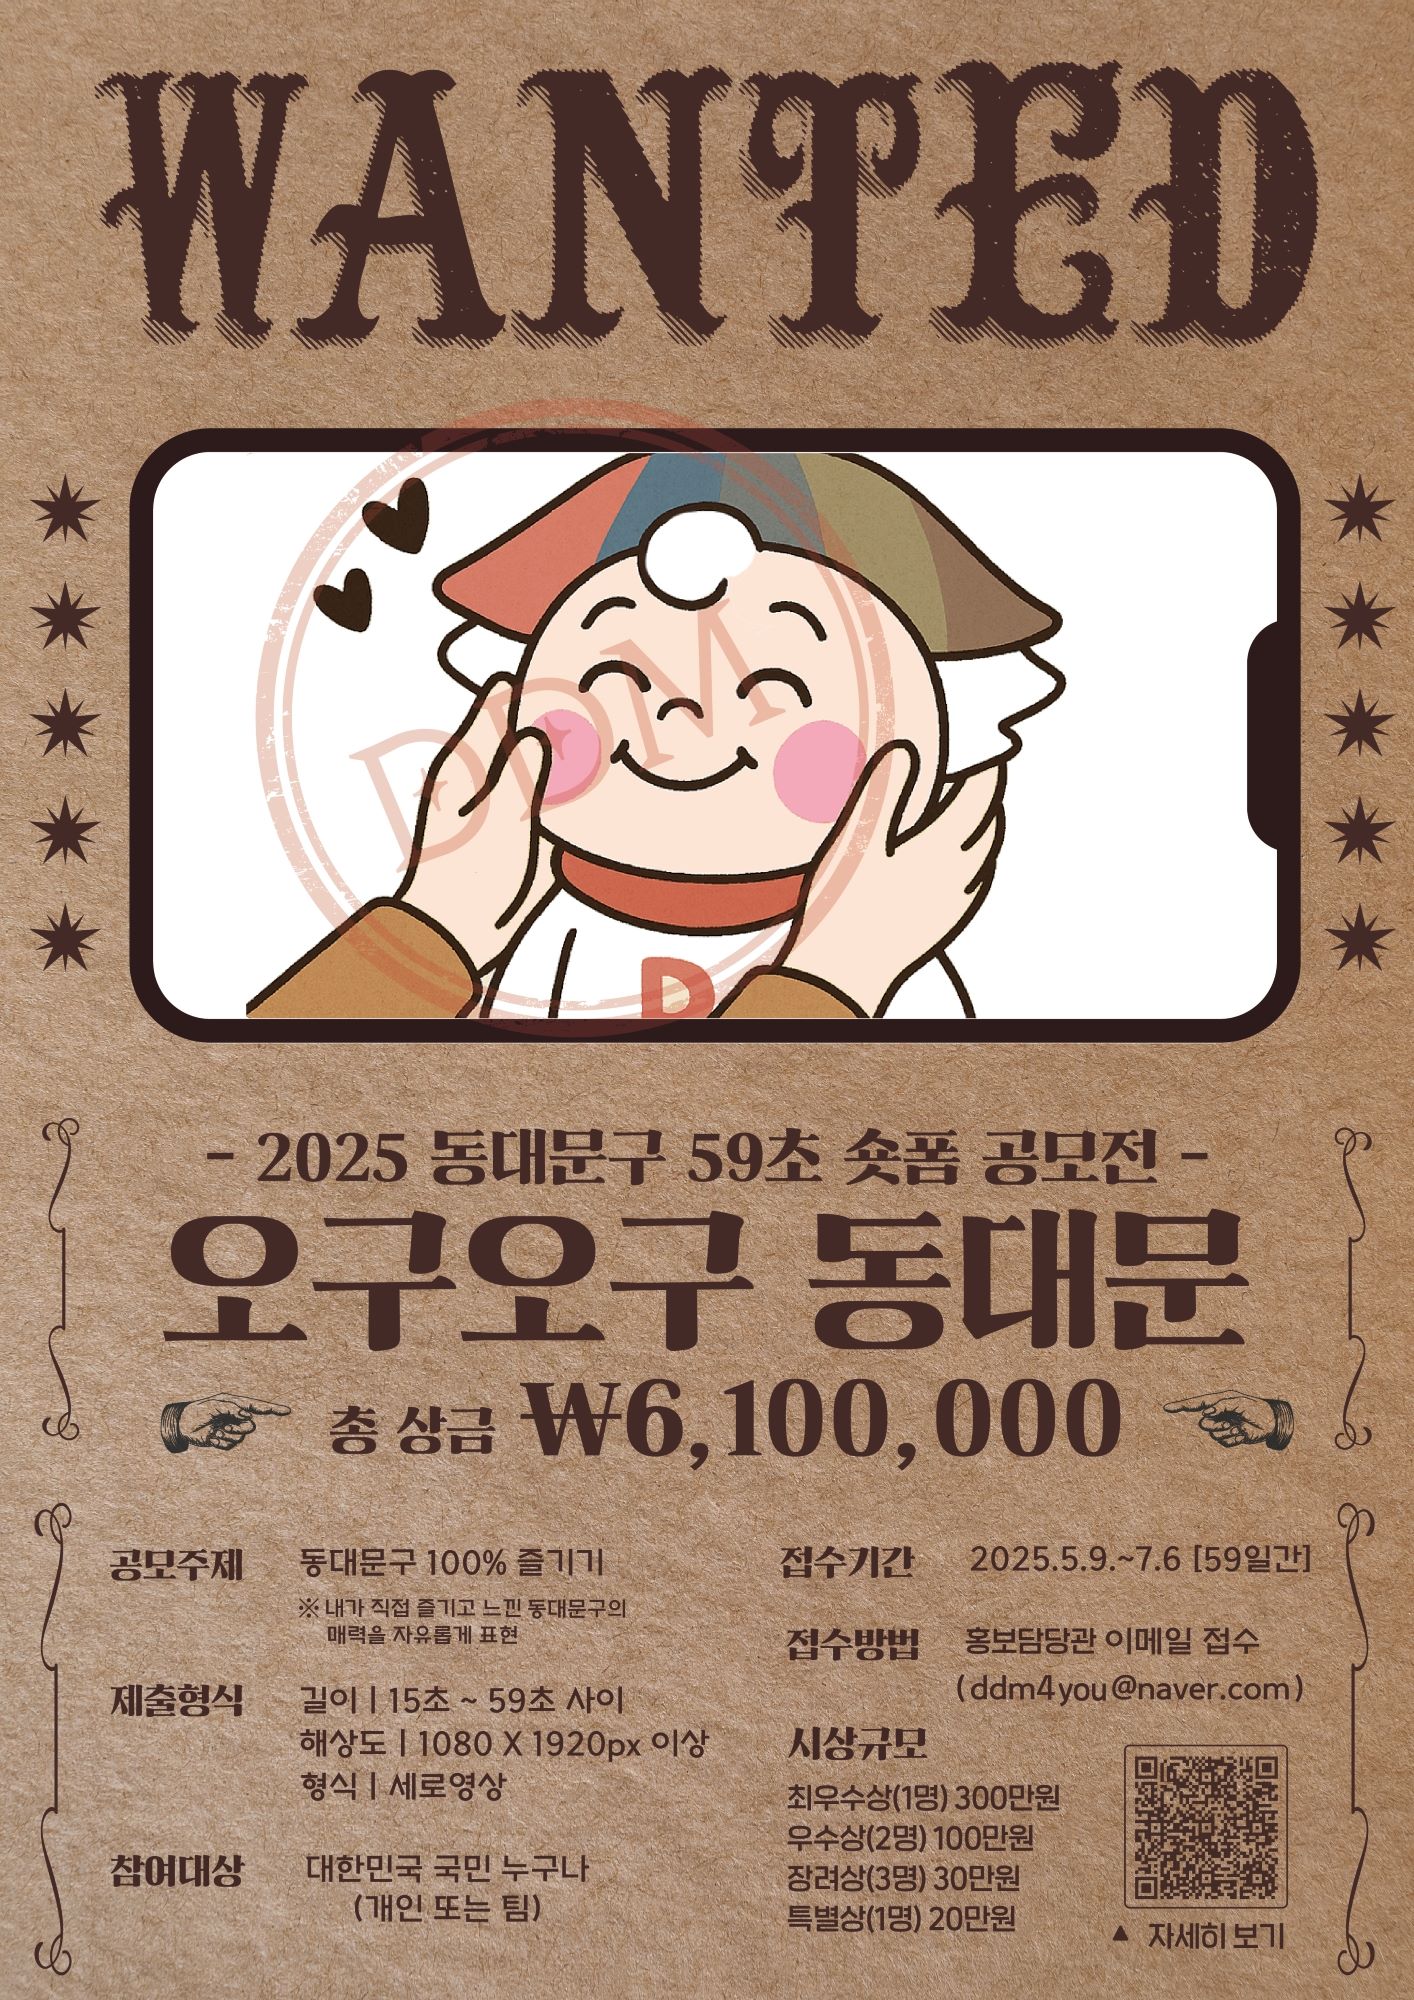 WANTED
DDM
D
- 2025 동대문구 59초 숏폼 공모전 -
오구오구 동대문
총 상금 ₩6,100,000
공모주제 동대문구 100% 즐기기
※ 내가 직접 즐기고 느낀 동대문구의
매력을 자유롭게 표현
제출형식 길이 | 15초 ~ 59초 사이
해상도 | 1080 X 1920px 이상
형식 | 세로영상
참여대상 대한민국 국민 누구나
(개인 또는 팀)
접수기간 2025.5.9.~7.6 [59일간]
접수방법 홍보담당관 이메일 접수
(ddm4you@naver.com)
시상규모
최우수상(1명) 300만원
우수상(2명) 100만원
장려상(3명) 30만원
특별상(1명) 20만원
▲ 자세히 보기